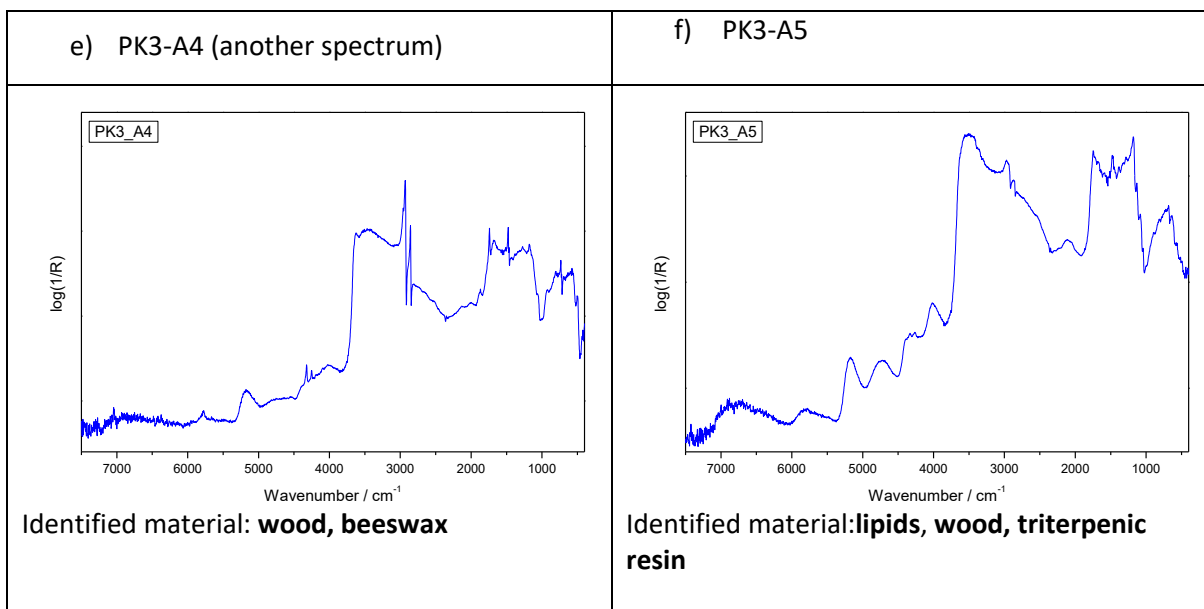 e) PK3-A4 (another spectrum)
f) PK3-A5
PK3_A4
log(1/R)
7000 6000 5000 4000 3000 2000 1000
Wavenumber / cm⁻¹
Identified material: wood, beeswax
PK3_A5
log(1/R)
7000 6000 5000 4000 3000 2000 1000
Wavenumber / cm⁻¹
Identified material:lipids, wood, triterpenic
resin